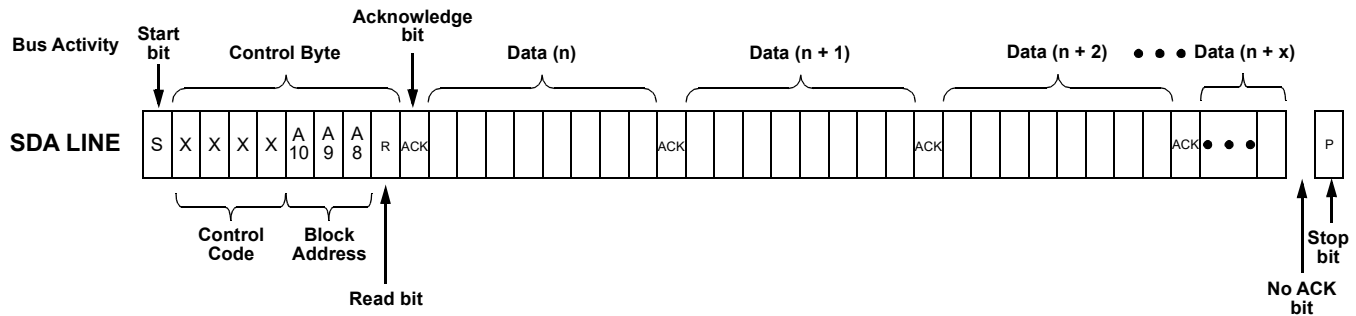 Bus Activity
Start
bit
Control Byte
Acknowledge
bit
Data (n)
Data (n + 1)
Data (n + 2)
• • •
Data (n + x)
SDA LINE
S
X
X
X
X
A
10
A
9
A
8
R
ACK
ACK
ACK
ACK
• • •
P
Control
Code
Block
Address
Read bit
No ACK
bit
Stop
bit